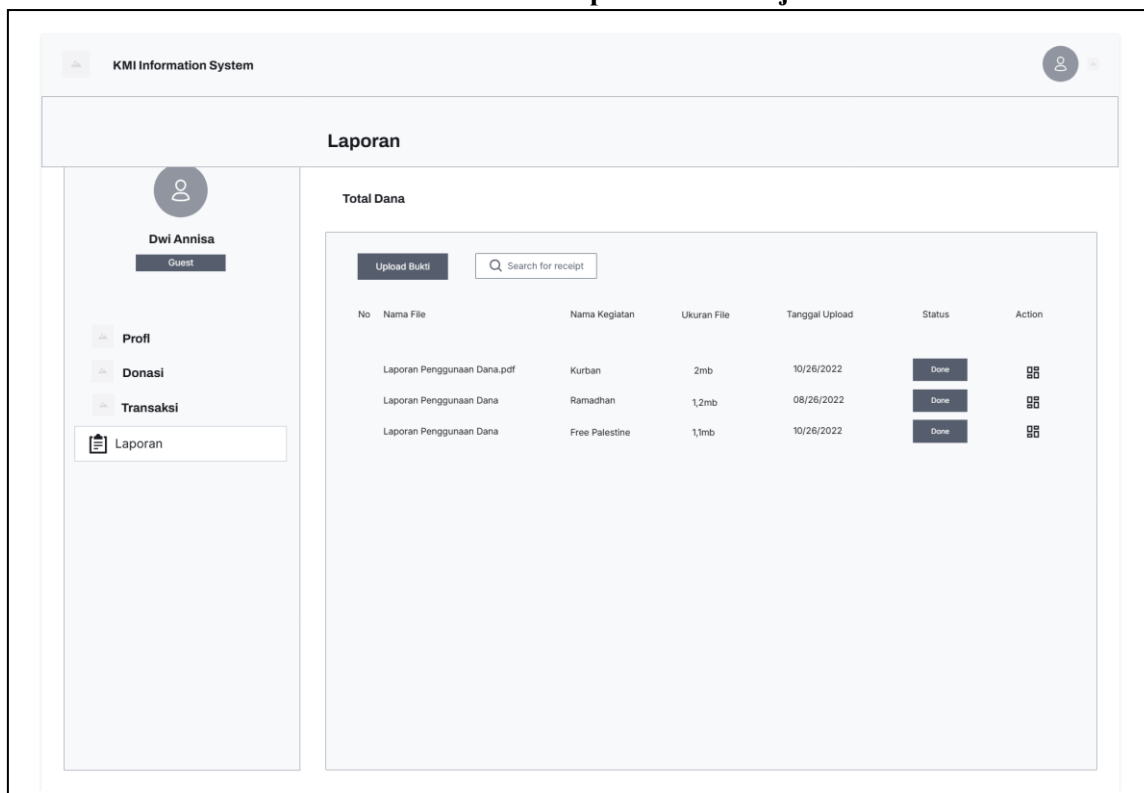 KMI Information System
Laporan
Dwi Annisa
Guest
Profl
Donasi
Transaksi
Laporan
Total Dana
Upload Bukti
Search for receipt
No Nama File Nama Kegiatan Ukuran File Tanggal Upload Status Action
Laporan Penggunaan Dana.pdf Kurban 2mb 10/26/2022 Done
Laporan Penggunaan Dana Ramadhan 1,2mb 08/26/2022 Done
Laporan Penggunaan Dana Free Palestine 1,1mb 10/26/2022 Done